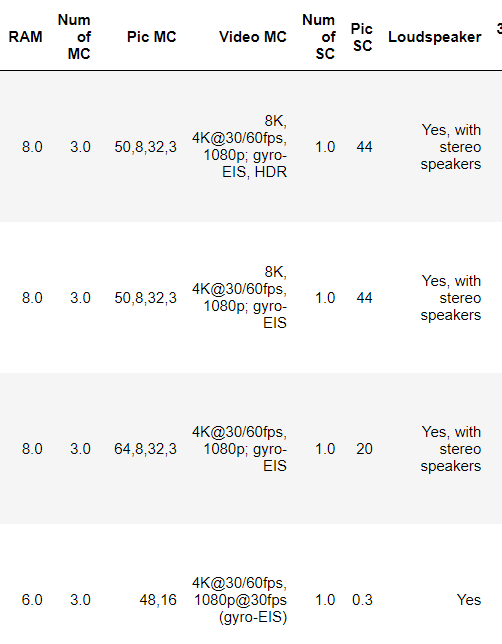 RAM Num of MC Pic MC Video MC Num of SC Pic SC Loudspeaker 3
8.0 3.0 50,8,32,3 8K, 4K@30/60fps, 1080p; gyro-EIS, HDR 1.0 44 Yes, with stereo speakers
8.0 3.0 50,8,32,3 8K, 4K@30/60fps, 1080p; gyro-EIS 1.0 44 Yes, with stereo speakers
8.0 3.0 64,8,32,3 4K@30/60fps, 1080p; gyro-EIS 1.0 20 Yes, with stereo speakers
6.0 3.0 48,16 4K@30/60fps, 1080p@30fps (gyro-EIS) 1.0 0.3 Yes